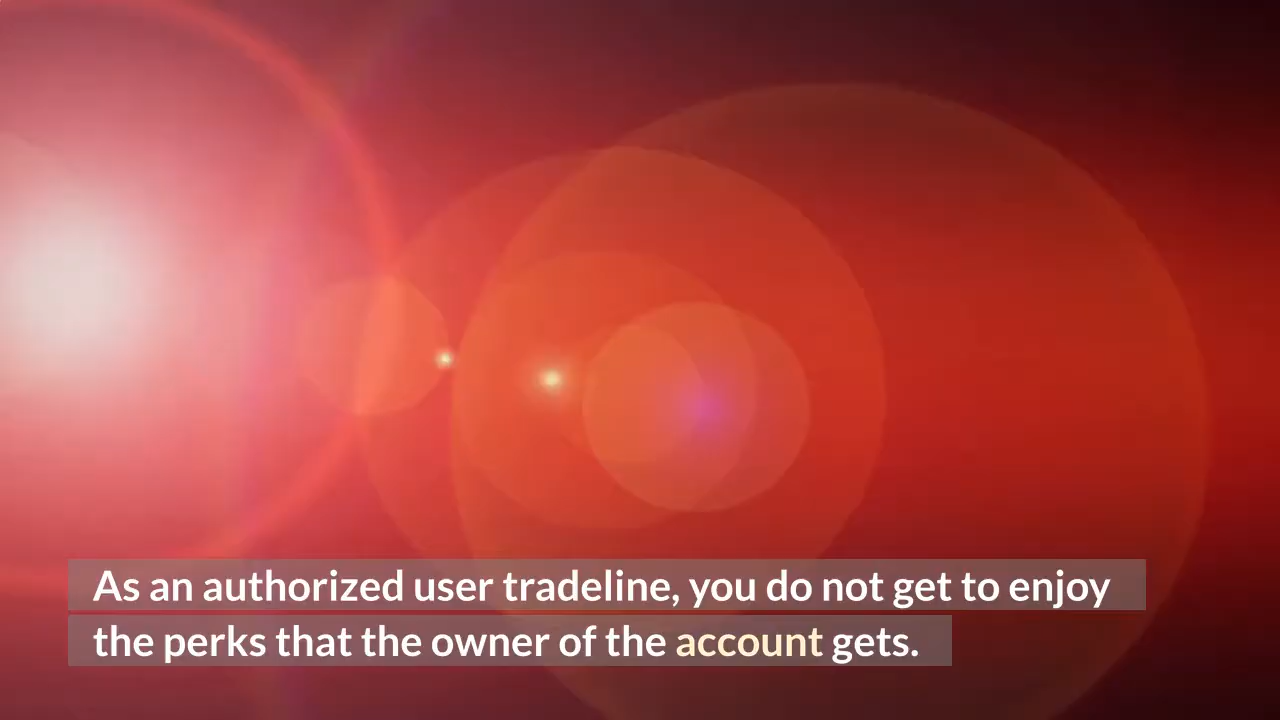 As an authorized user tradeline, you do not get to enjoy
the perks that the owner of the account gets.